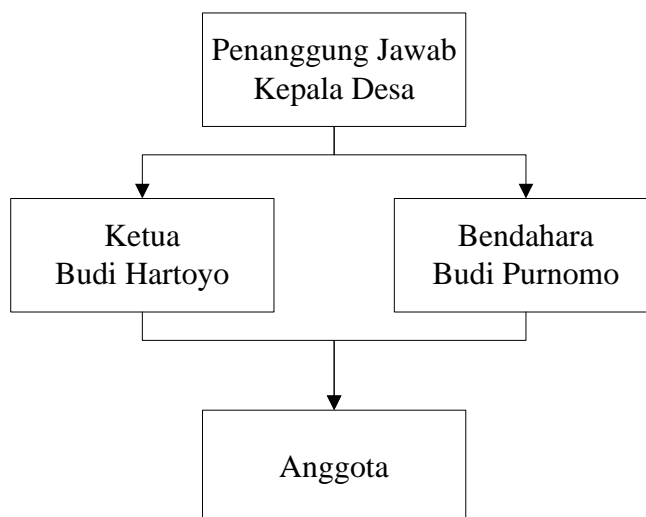 Penanggung Jawab
Kepala Desa
Ketua
Budi Hartoyo
Bendahara
Budi Purnomo
Anggota